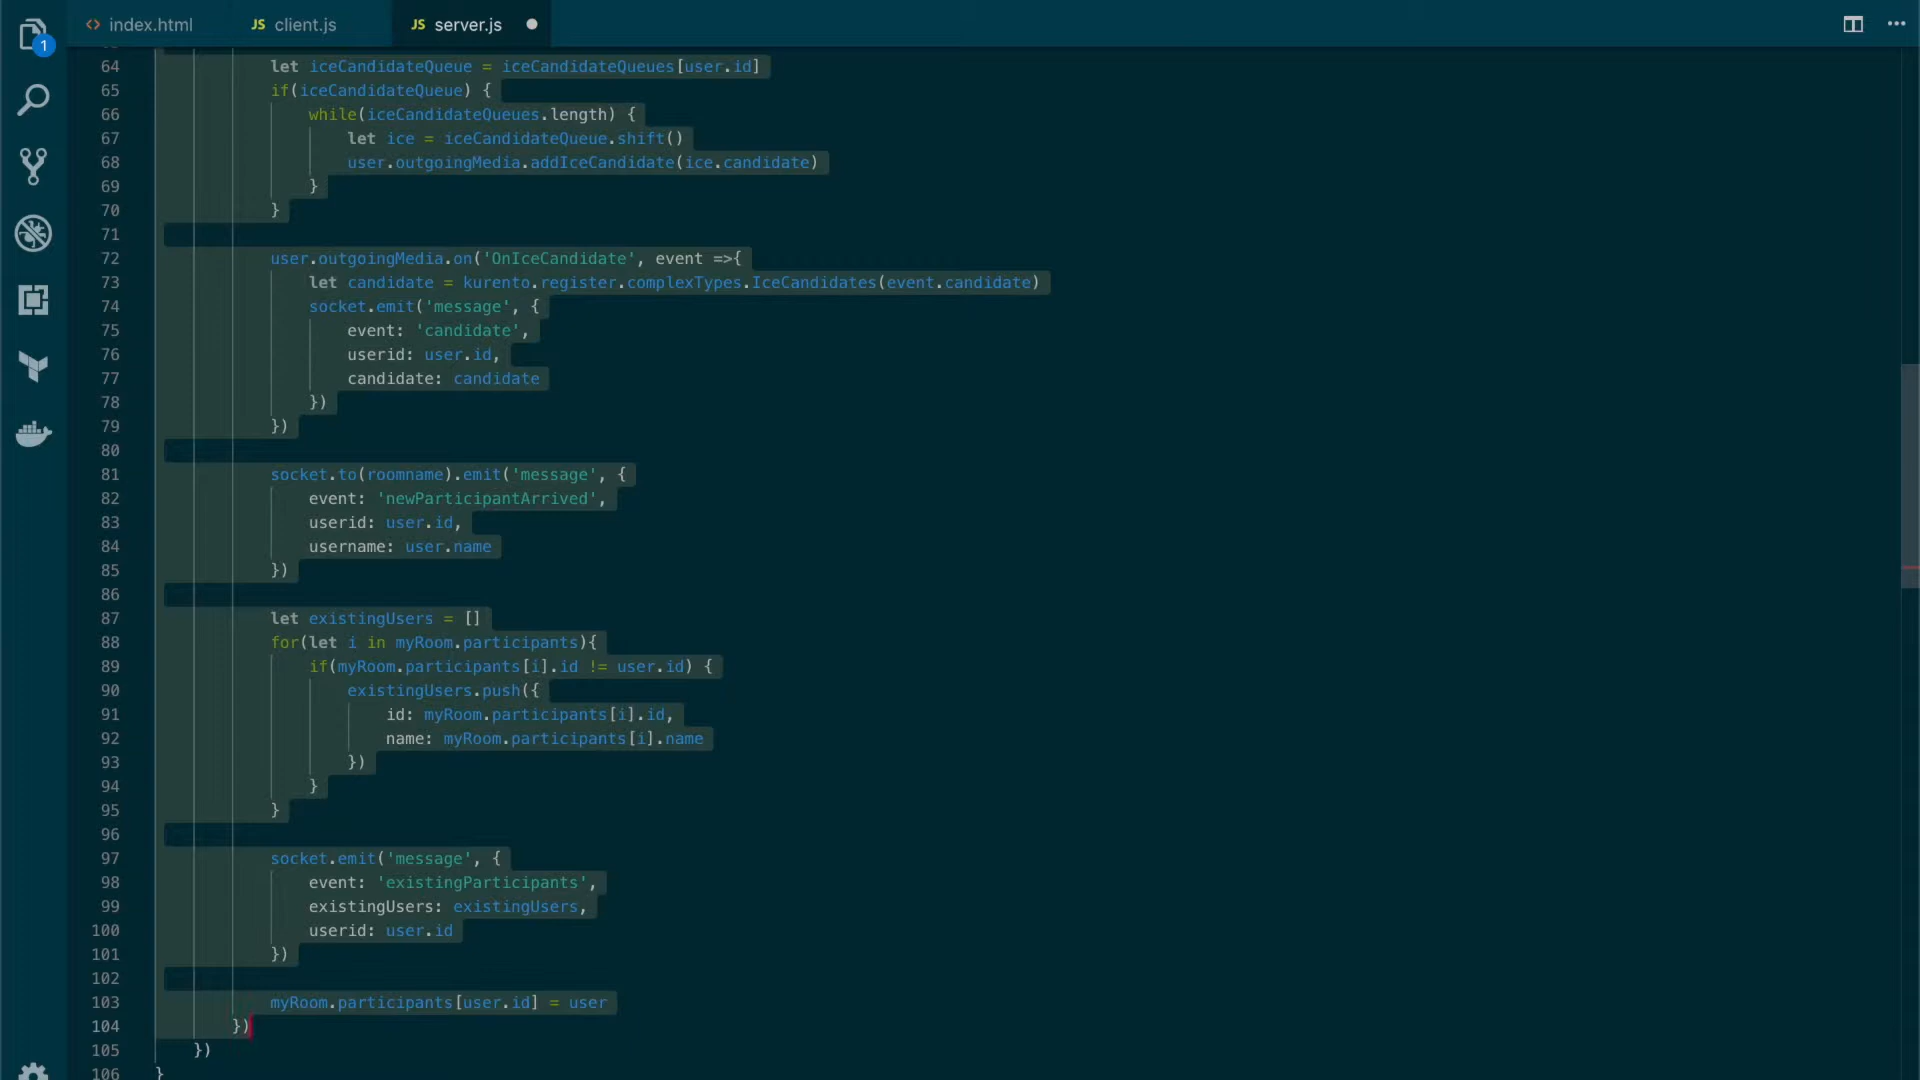 1
<> index.html JS client.js JS server.js
64 let iceCandidateQueue = iceCandidateQueues[user.id]
65 if(iceCandidateQueue) {
66 while(iceCandidateQueues.length) {
67 let ice = iceCandidateQueue.shift()
68 user.outgoingMedia.addIceCandidate(ice.candidate)
69 }
70 }
71
72 user.outgoingMedia.on('OnIceCandidate', event =>{
73 let candidate = kurento.register.complexTypes.IceCandidates(event.candidate)
74 socket.emit('message', {
75 event: 'candidate',
76 userid: user.id,
77 candidate: candidate
78 })
79 })
80
81 socket.to(roomname).emit('message', {
82 event: 'newParticipantArrived',
83 userid: user.id,
84 username: user.name
85 })
86
87 let existingUsers = []
88 for(let i in myRoom.participants){
89 if(myRoom.participants[i].id != user.id) {
90 existingUsers.push({
91 id: myRoom.participants[i].id,
92 name: myRoom.participants[i].name
93 })
94 }
95 }
96
97 socket.emit('message', {
98 event: 'existingParticipants',
99 existingUsers: existingUsers,
100 userid: user.id
101 })
102
103 myRoom.participants[user.id] = user
104 })
105 })
106 }